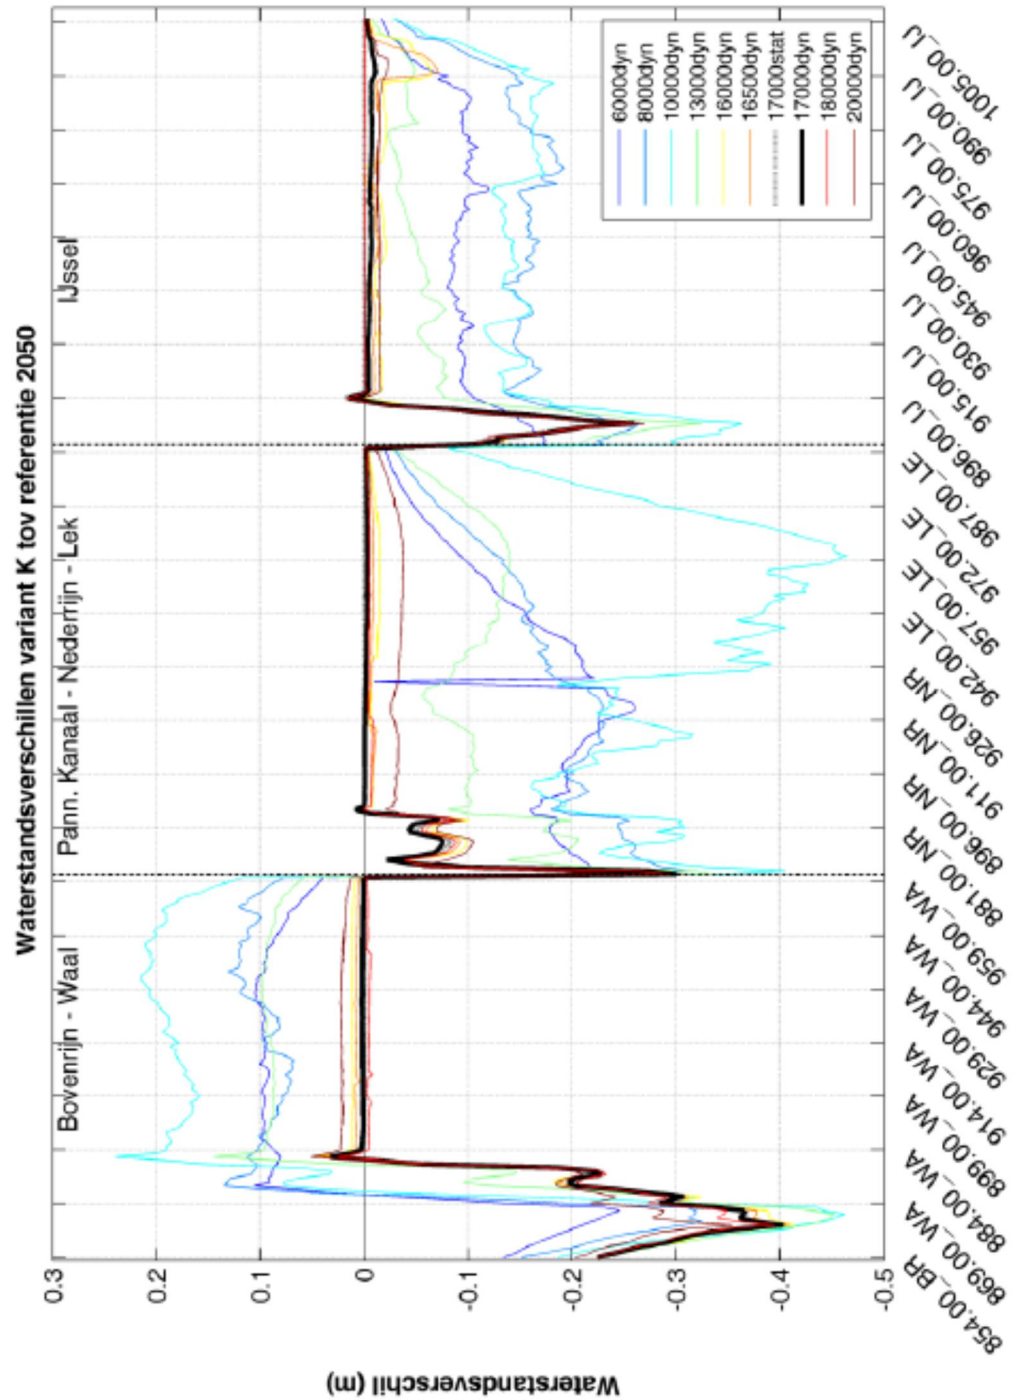 Waterstandsverschillen variant K tov referentie 2050
Bovenrijn - Waal
Pann. Kanaal - Nederrijn - Lek
IJssel
Waterstandsverschil (m)
0.3
0.2
0.1
0
-0.1
-0.2
-0.3
-0.4
-0.5
854.00_BR
869.00_WA
884.00_WA
899.00_WA
914.00_WA
929.00_WA
944.00_WA
959.00_WA
881.00_NR
896.00_NR
911.00_NR
926.00_NR
942.00_LE
957.00_LE
972.00_LE
987.00_LE
896.00_IJ
915.00_IJ
930.00_IJ
945.00_IJ
960.00_IJ
975.00_IJ
990.00_IJ
1005.00_IJ
6000dyn
8000dyn
10000dyn
13000dyn
16000dyn
16500dyn
17000stat
17000dyn
18000dyn
20000dyn